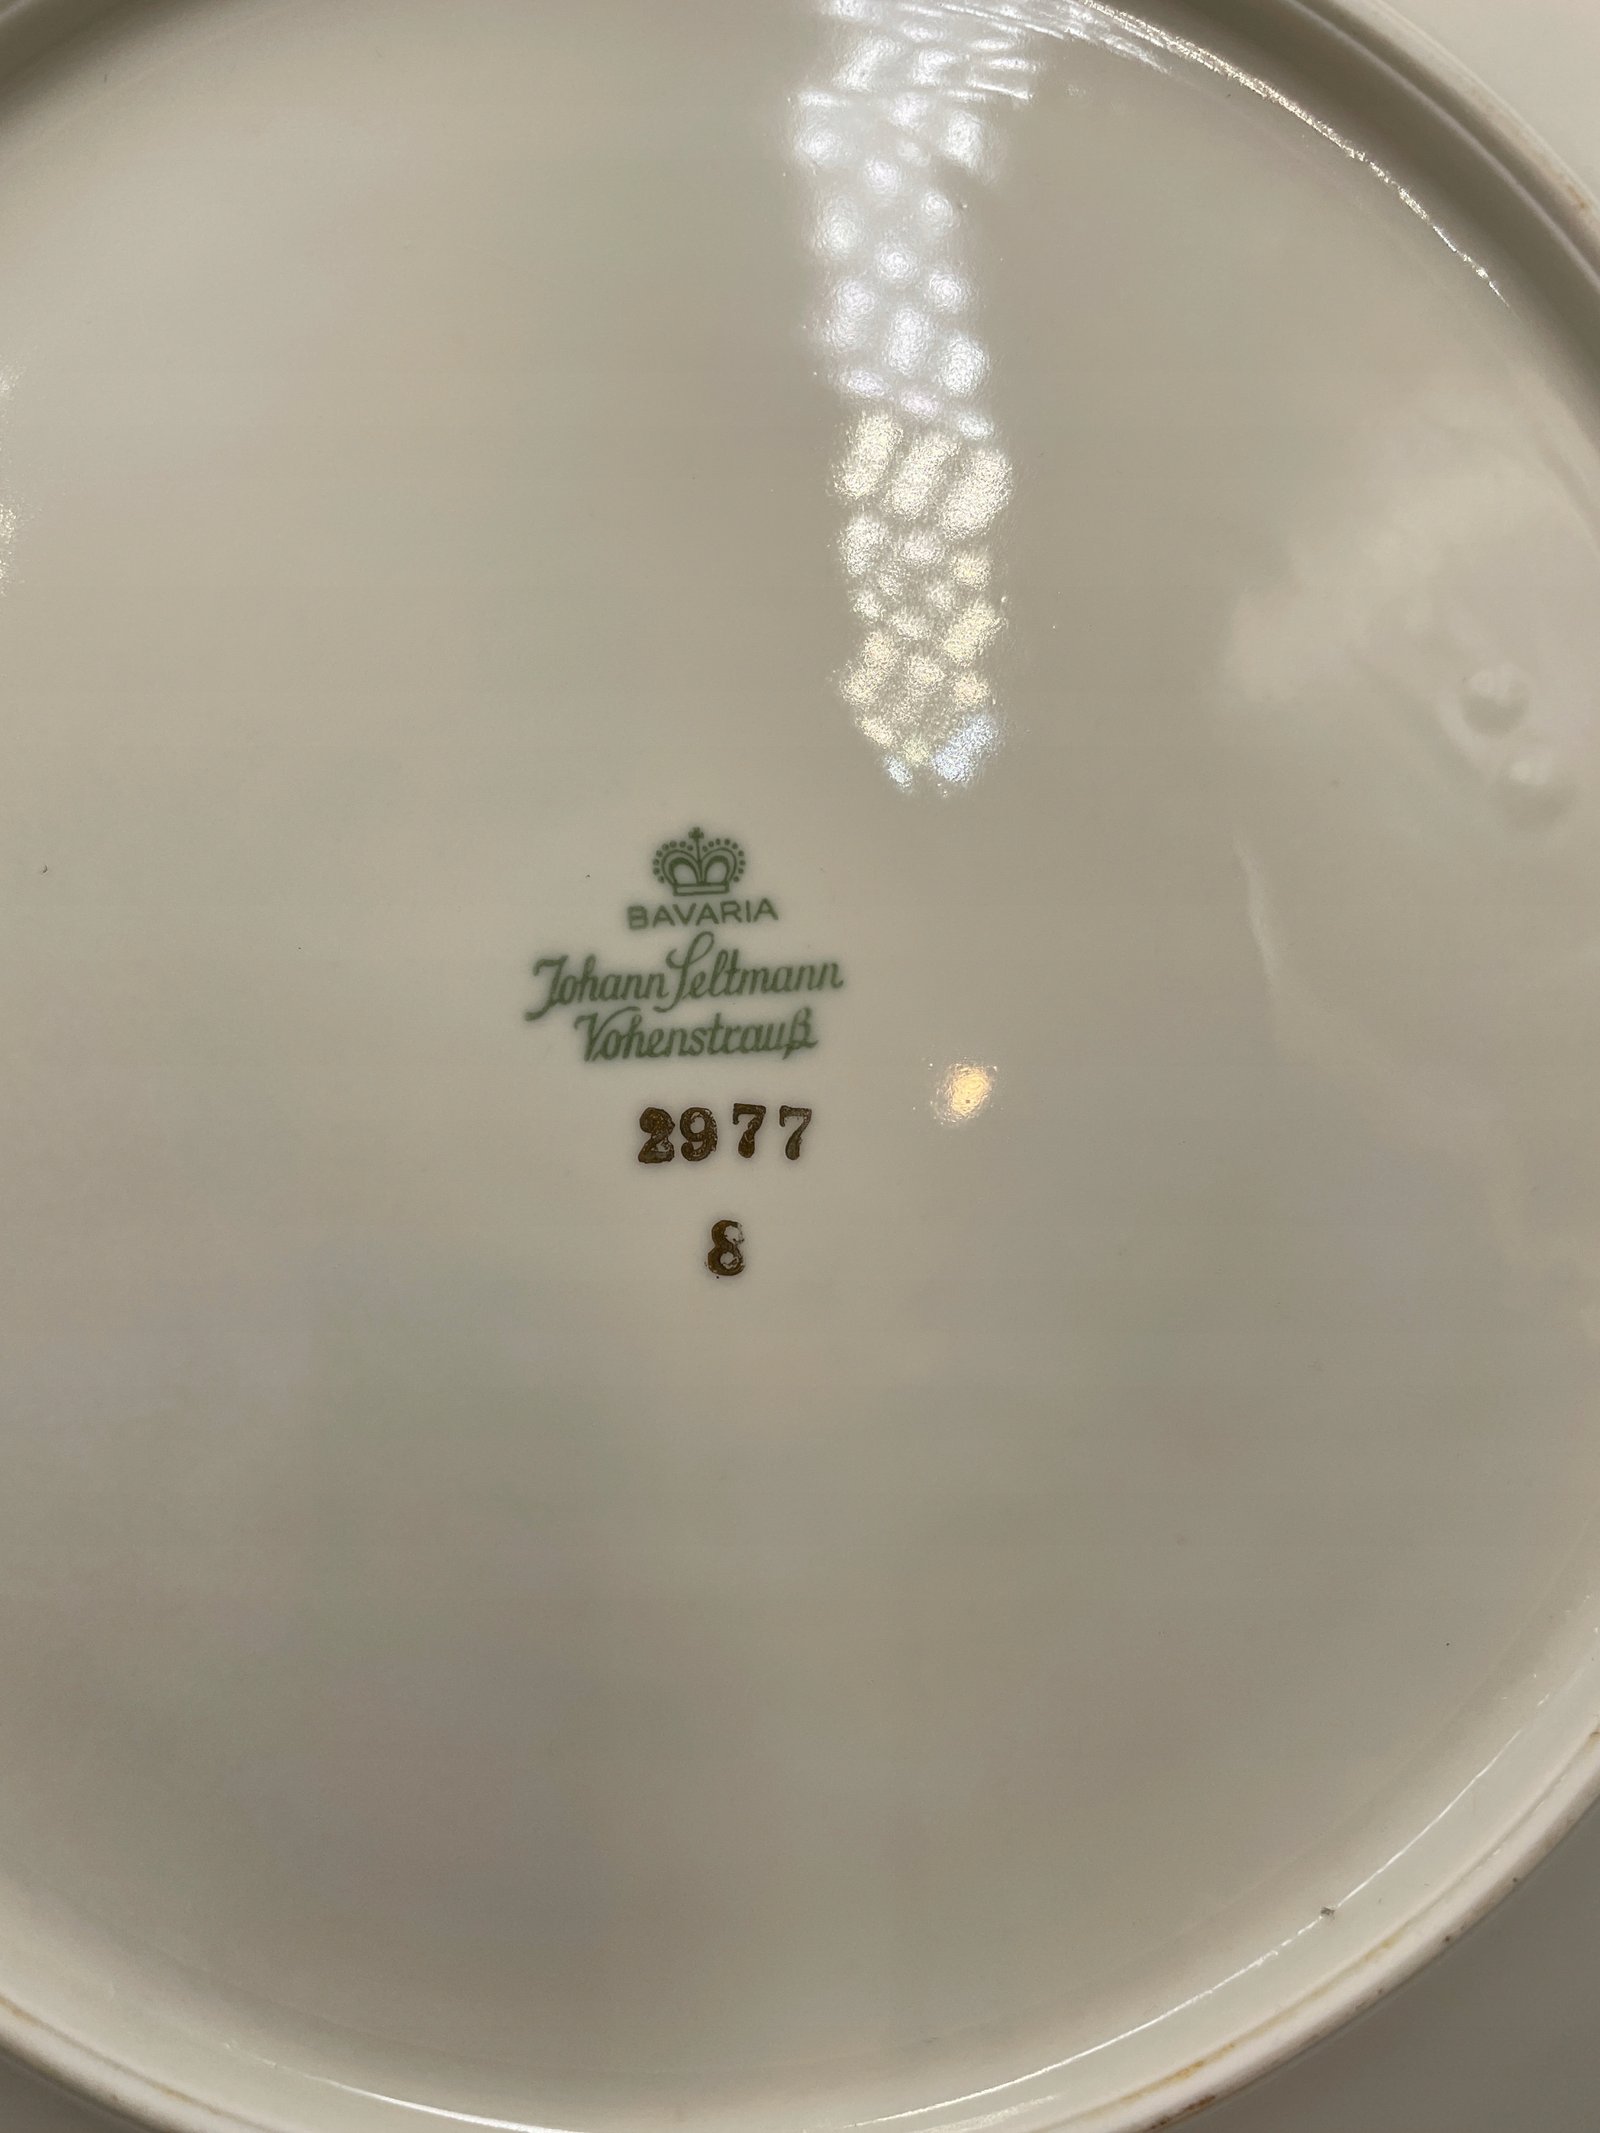 BAVARIA
Johann Seltmann
Vohenstrauß
2977
8